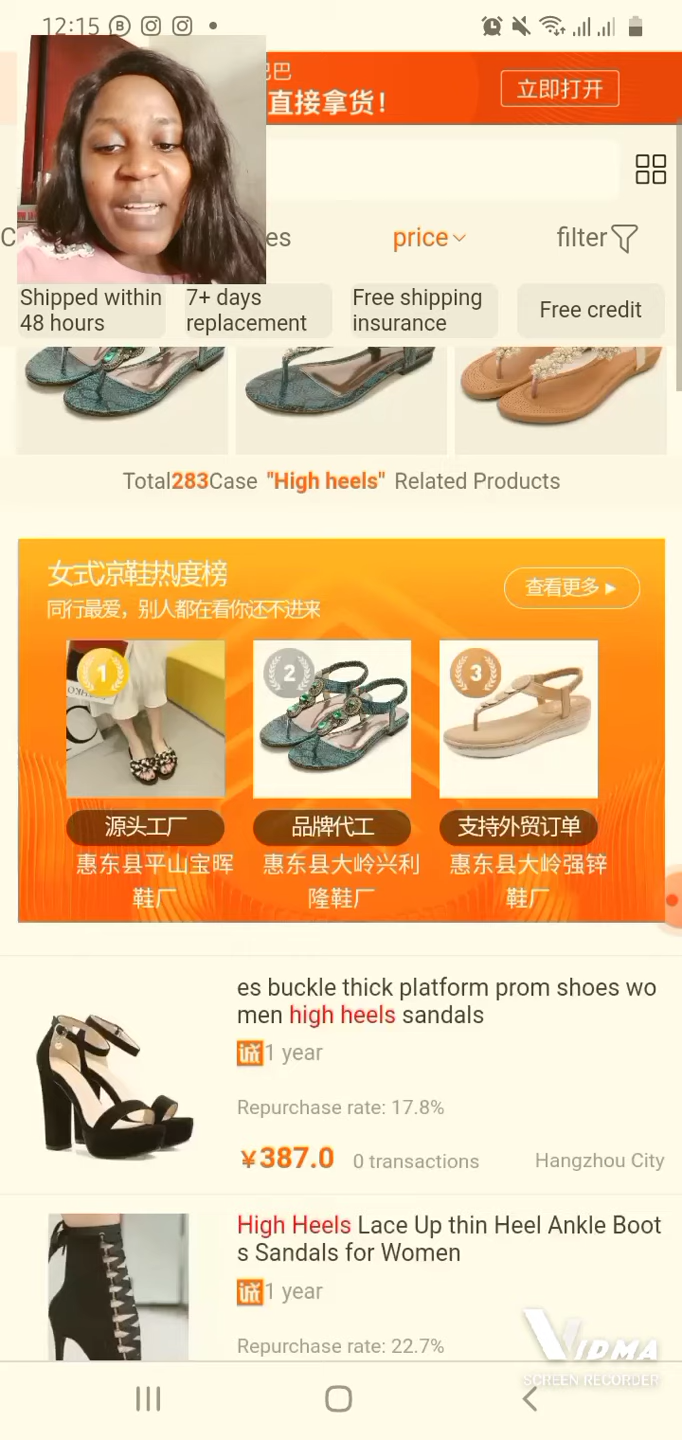 12:15
巴
直接拿货！
立即打开
C
es
price
filter
Shipped within
48 hours
7+ days
replacement
Free shipping
insurance
Free credit
Total283Case "High heels" Related Products
女式凉鞋热度榜
同行最爱，别人都在看你还不进来
查看更多
1
2
3
源头工厂
品牌代工
支持外贸订单
惠东县平山宝晖
鞋厂
惠东县大岭兴利
隆鞋厂
惠东县大岭强锌
鞋厂
es buckle thick platform prom shoes wo
men high heels sandals
诚 1 year
Repurchase rate: 17.8%
¥387.0 0 transactions Hangzhou City
High Heels Lace Up thin Heel Ankle Boot
s Sandals for Women
诚 1 year
Repurchase rate: 22.7%
VIDMA
SCREEN RECORDER